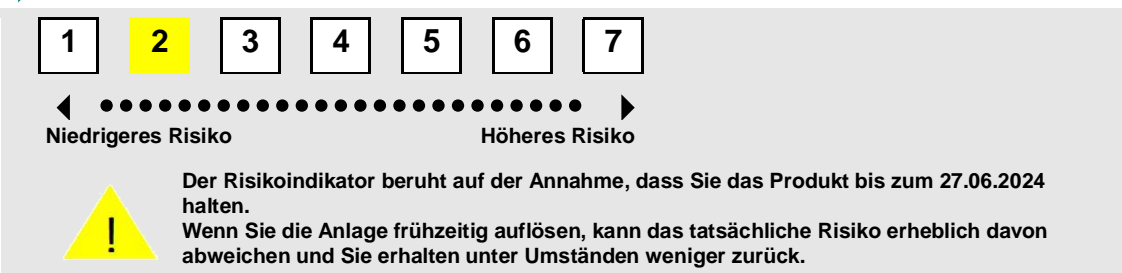 1 2 3 4 5 6 7
Niedrigeres Risiko Höheres Risiko
Der Risikoindikator beruht auf der Annahme, dass Sie das Produkt bis zum 27.06.2024
halten.
Wenn Sie die Anlage frühzeitig auflösen, kann das tatsächliche Risiko erheblich davon
! abweichen und Sie erhalten unter Umständen weniger zurück.